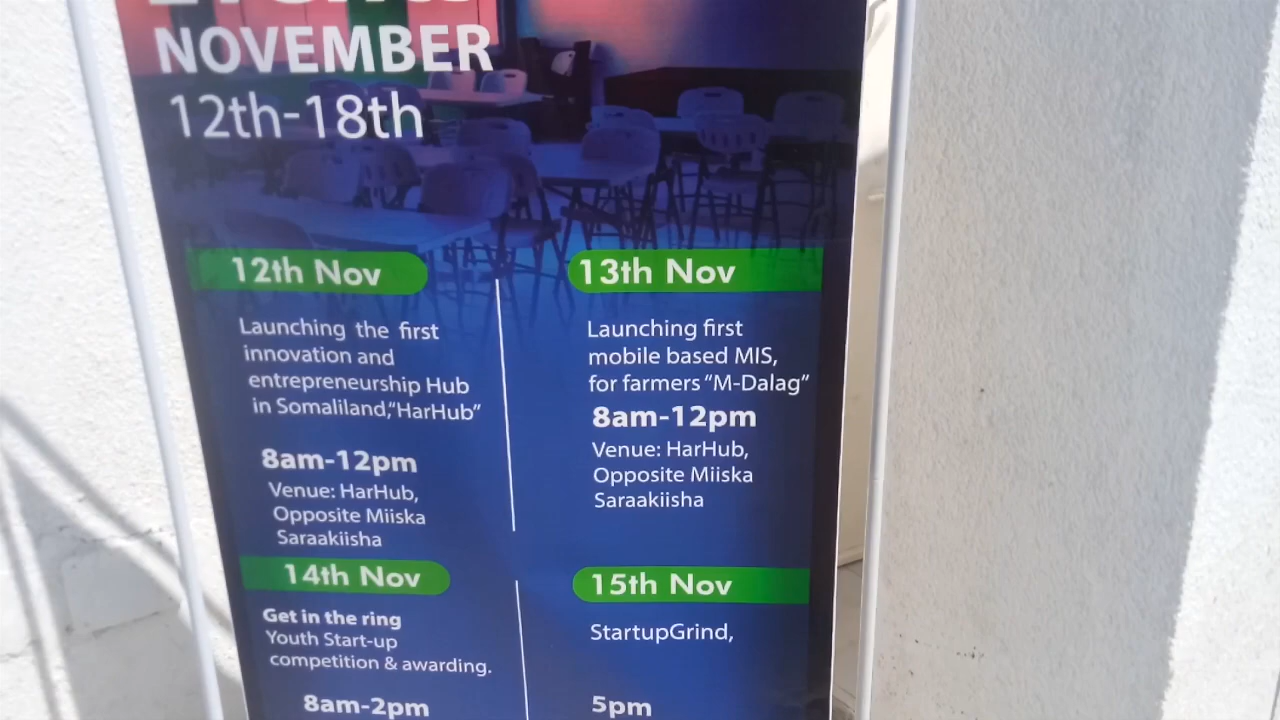 NOVEMBER
12th-18th
12th Nov
Launching the first
innovation and
entrepreneurship Hub
in Somaliland,"HarHub"
8am-12pm
Venue: HarHub,
Opposite Miiska
Saraakiisha
13th Nov
Launching first
mobile based MIS,
for farmers "M-Dalag"
8am-12pm
Venue: HarHub,
Opposite Miiska
Saraakiisha
14th Nov
Get in the ring
Youth Start-up
competition & awarding.
8am-2pm
15th Nov
StartupGrind,
5pm